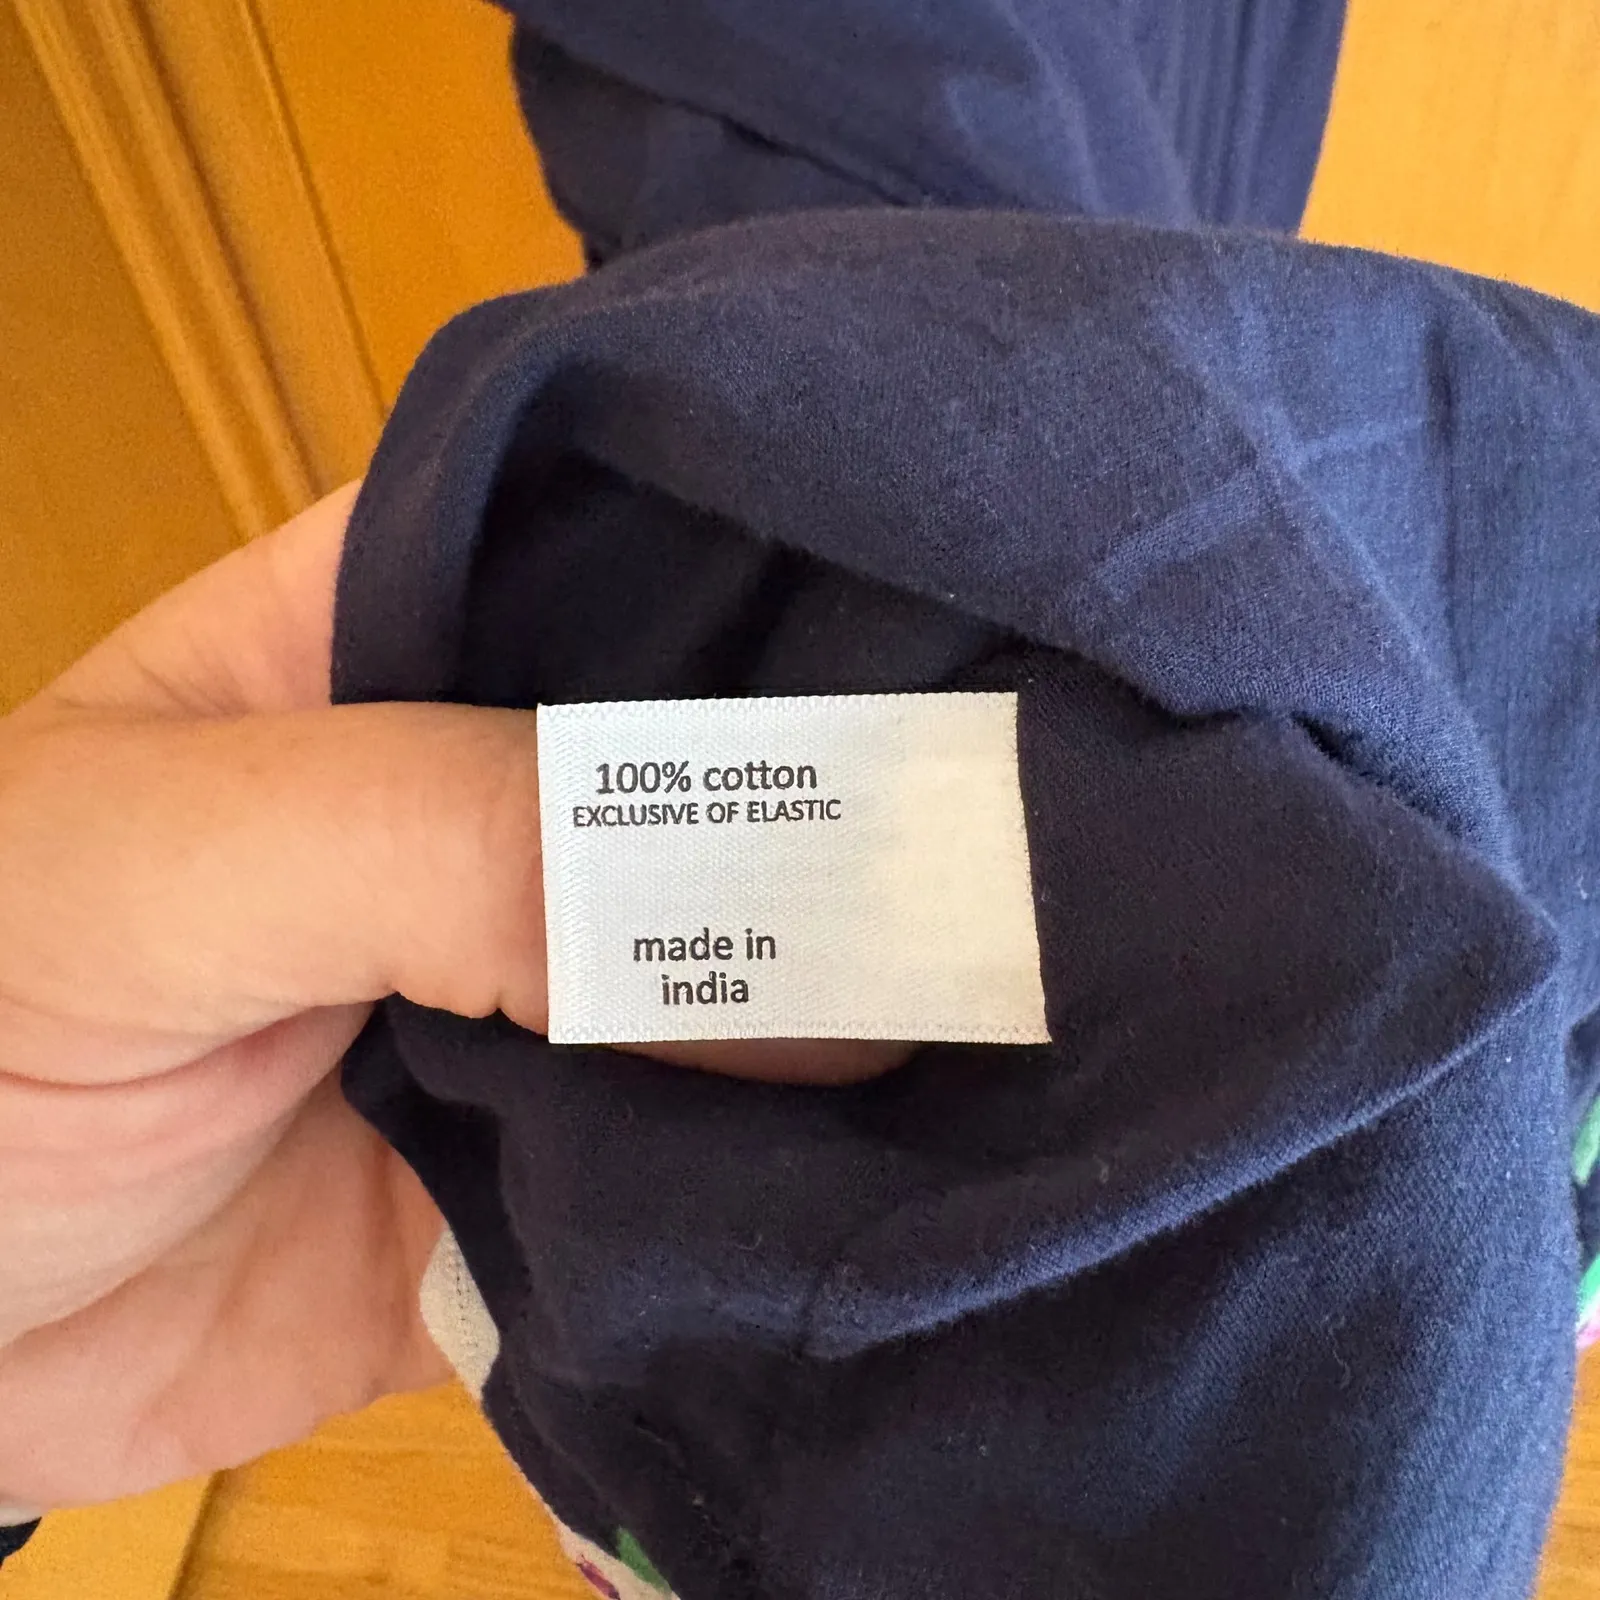 100% cotton
EXCLUSIVE OF ELASTIC
made in
india